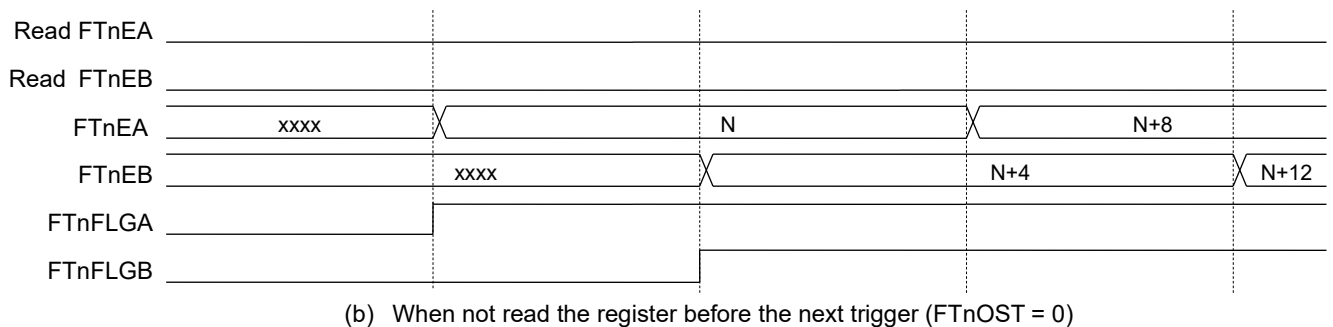 Read FTnEA
Read FTnEB
FTnEA xxxx N N+8
FTnEB xxxx N+4 N+12
FTnFLGA
FTnFLGB
(b) When not read the register before the next trigger (FTnOST = 0)